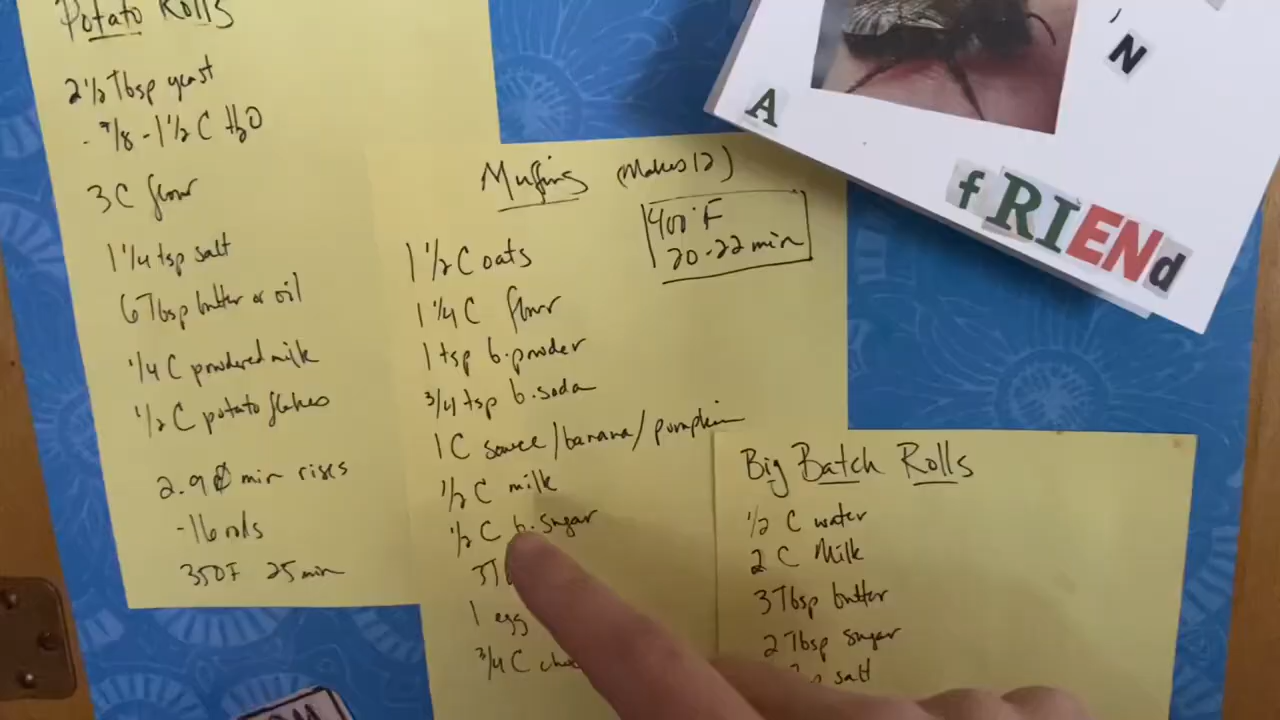 Potato Rolls
2 1/2 Tbsp yeast
- 7/8 - 1 1/2 C H2O
3 C flour
1 1/4 tsp salt
6 Tbsp butter or oil
1/4 C powdered milk
1/2 C potato flakes
2 - 90 min rises
~16 rolls
350F 25 min
Muffins (Makes 12)
400°F
20-22 min
1 1/2 C oats
1 1/4 C flour
1 tsp b.powder
3/4 tsp b.soda
1 C sauce/banana/pumpkin
1/2 C milk
1/2 C b.sugar
3 T
1 egg
3/4 C
Big Batch Rolls
1/2 C water
2 C Milk
3 Tbsp butter
2 Tbsp sugar
salt
A
N
fRIENd